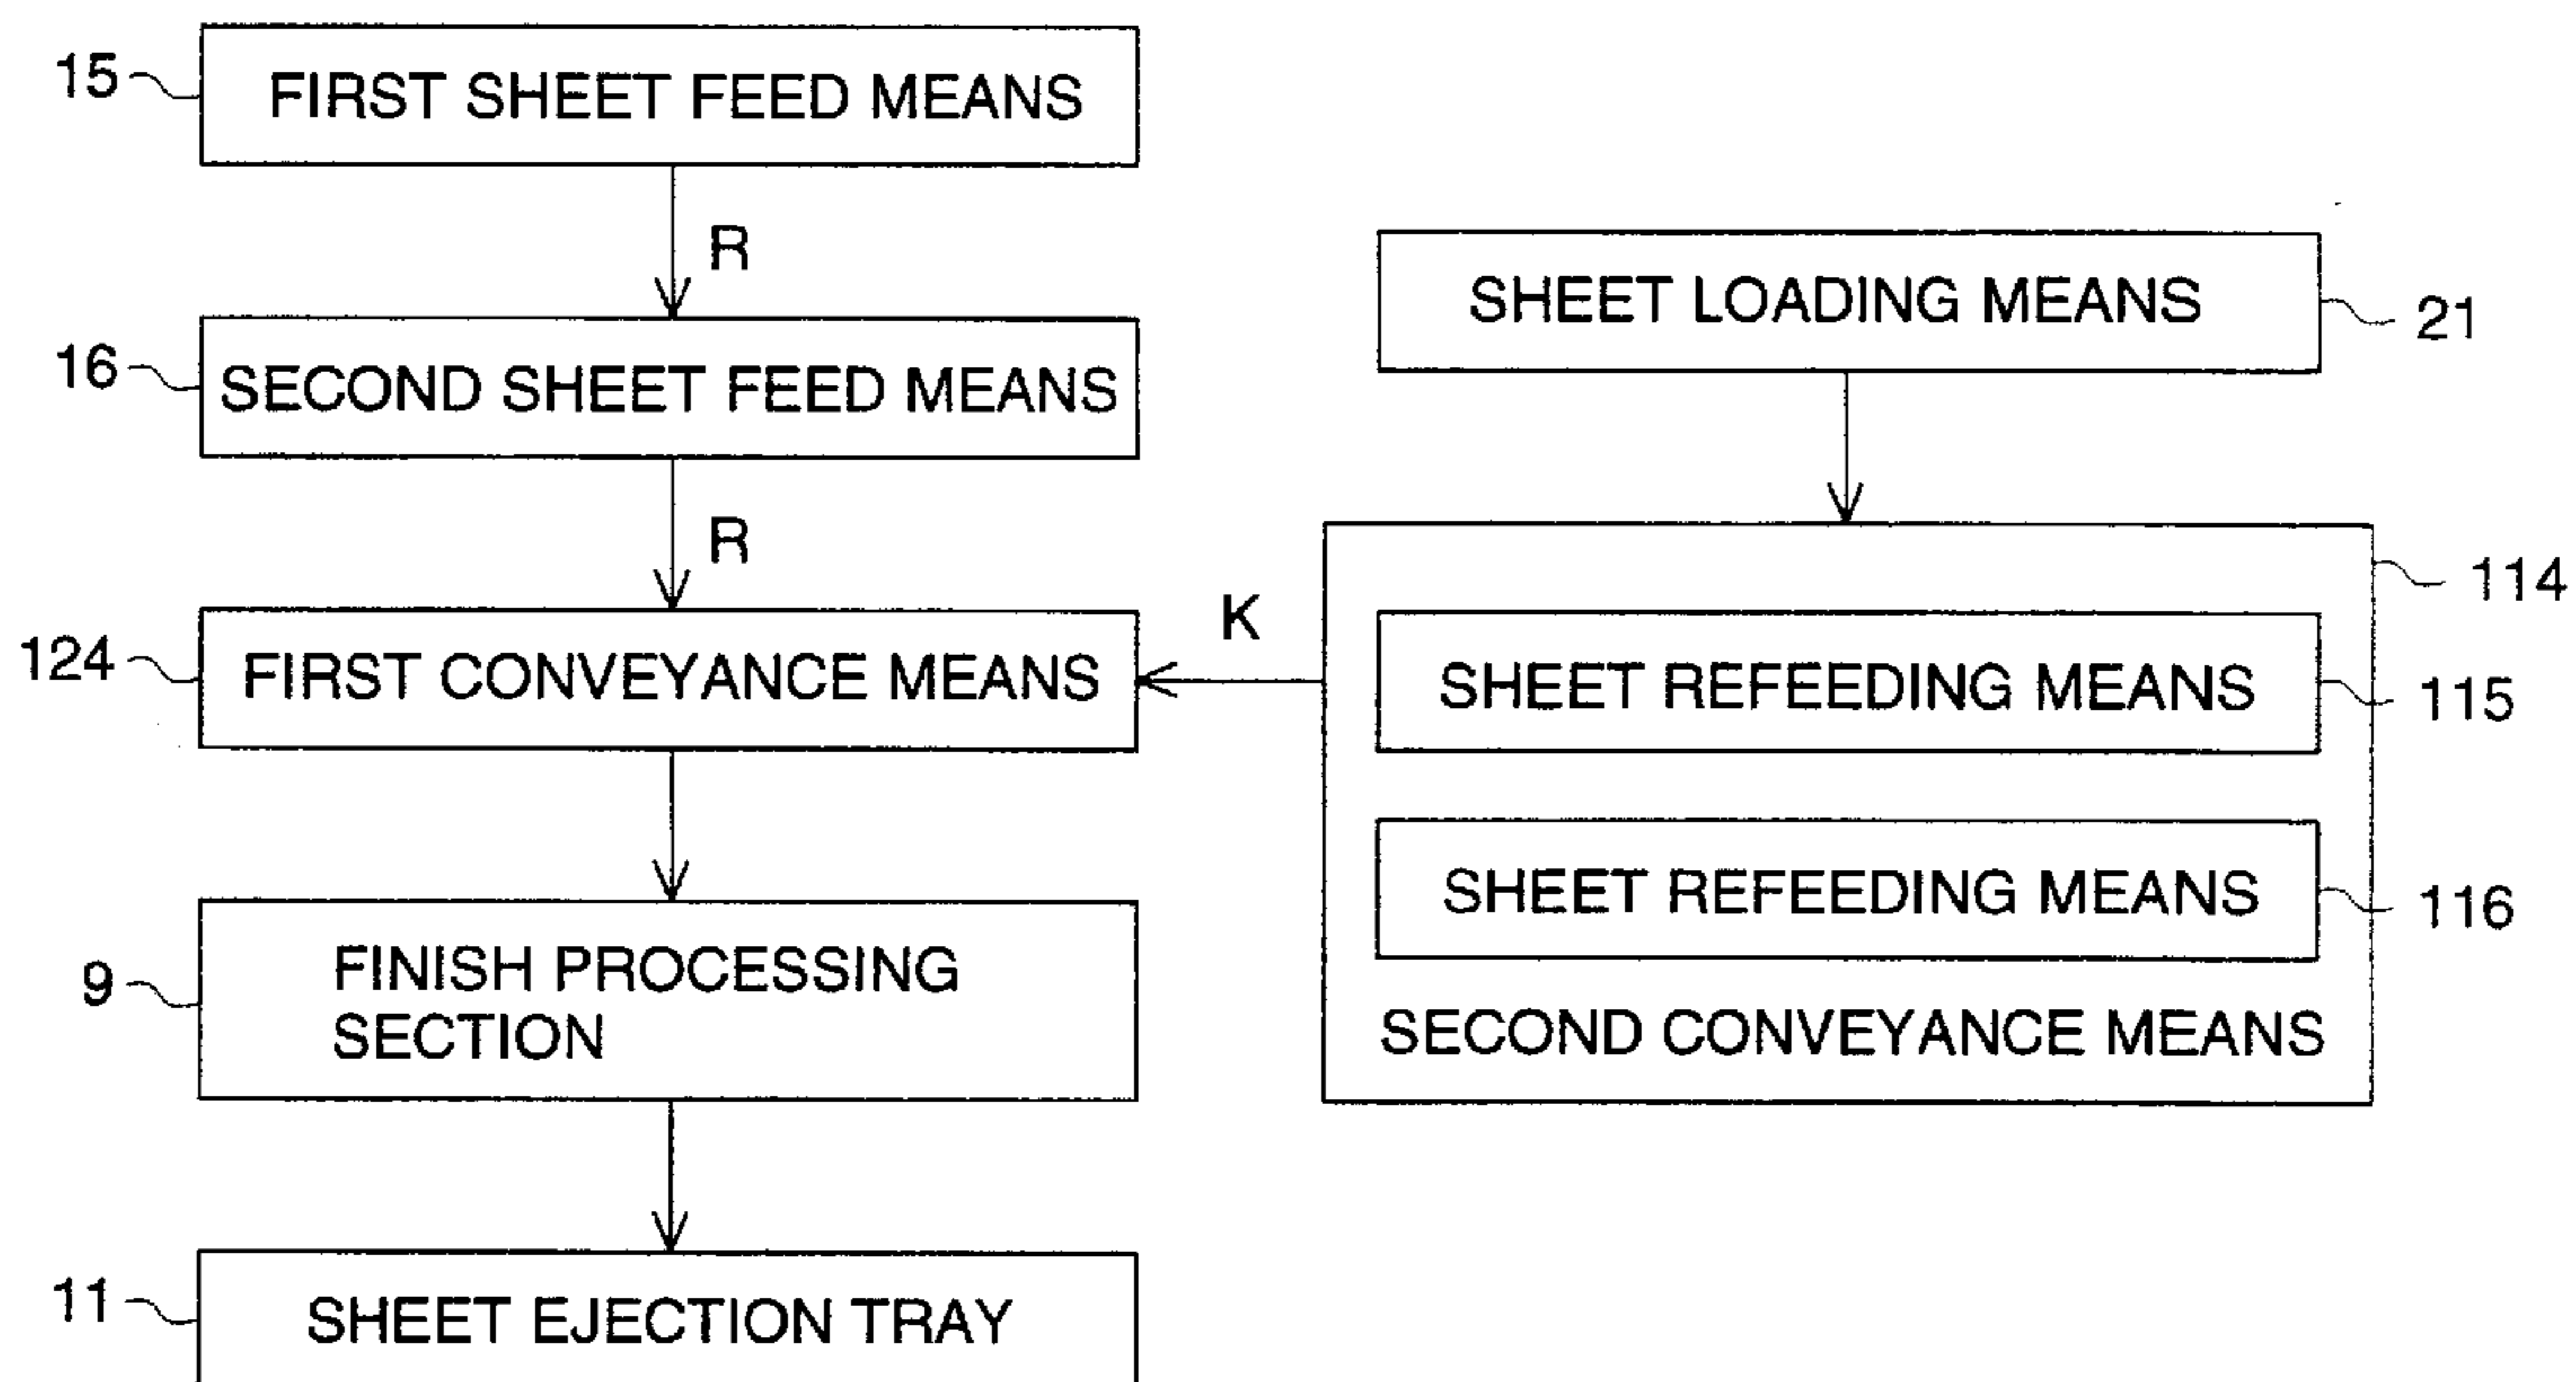 15
FIRST SHEET FEED MEANS
R
SHEET LOADING MEANS
21
16
SECOND SHEET FEED MEANS
R
114
K
124
FIRST CONVEYANCE MEANS
SHEET REFEEDING MEANS
115
SHEET REFEEDING MEANS
116
9
FINISH PROCESSING
SECTION
SECOND CONVEYANCE MEANS
11
SHEET EJECTION TRAY